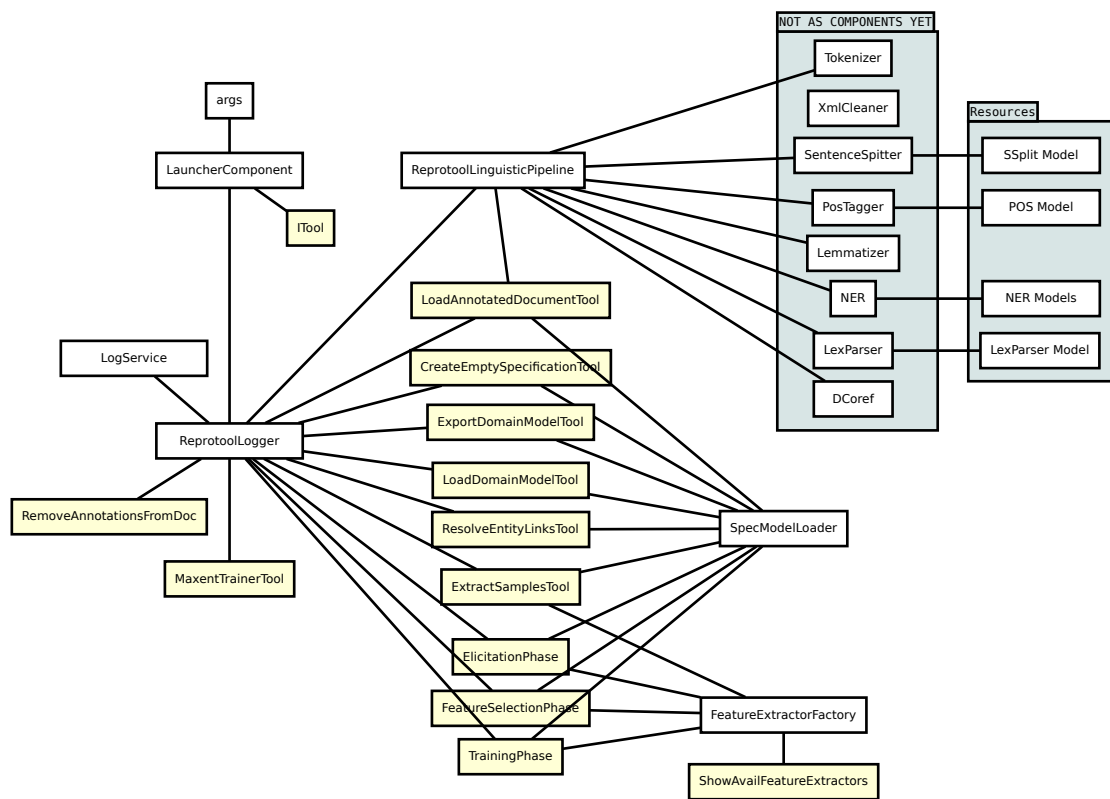 NOT AS COMPONENTS YET
Tokenizer
args
XmlCleaner
Resources
LauncherComponent
ReprotoolLinguisticPipeline
SentenceSpitter
SSplit Model
ITool
PosTagger
POS Model
Lemmatizer
LoadAnnotatedDocumentTool
NER
NER Models
LogService
CreateEmptySpecificationTool
LexParser
LexParser Model
DCoref
ReprotoolLogger
ExportDomainModelTool
LoadDomainModelTool
RemoveAnnotationsFromDoc
ResolveEntityLinksTool
SpecModelLoader
MaxentTrainerTool
ExtractSamplesTool
ElicitationPhase
FeatureSelectionPhase
FeatureExtractorFactory
TrainingPhase
ShowAvailFeatureExtractors